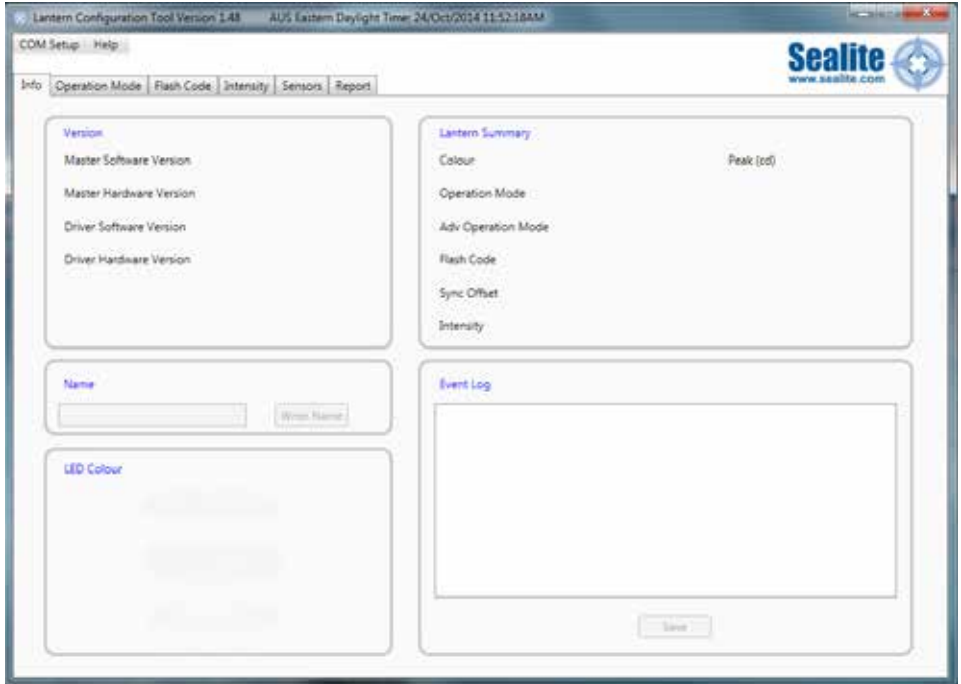 Lantern Configuration Tool Version 1.48 AUS Eastern Daylight Time: 24/Oct/2014 11:52:18AM
COM Setup Help
Sealite
www.sealite.com
Info Operation Mode Flash Code Intensity Sensors Report
Version
Master Software Version
Master Hardware Version
Driver Software Version
Driver Hardware Version
Lantern Summary
Colour Peak (cd)
Operation Mode
Adv Operation Mode
Flash Code
Sync Offset
Intensity
Name
Write Name
LED Colour
Event Log
Save